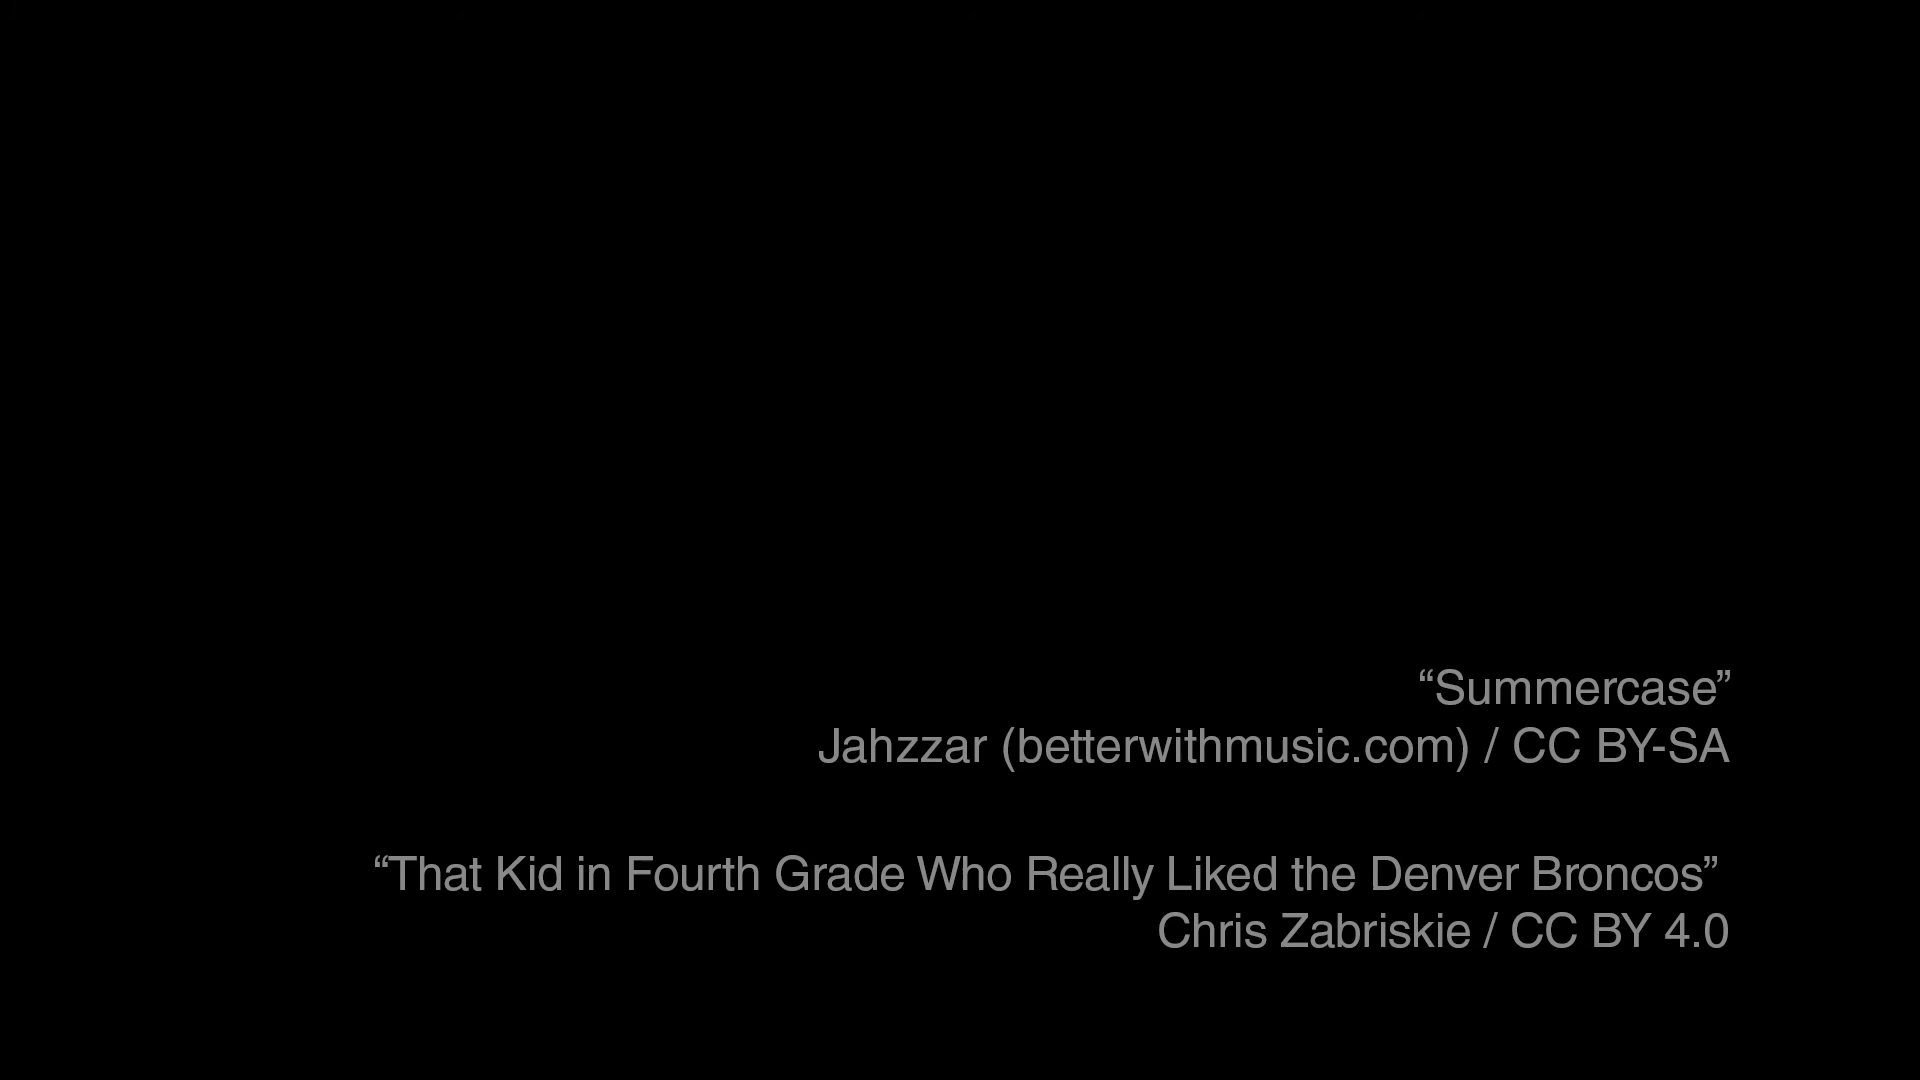 “Summercase”
Jahzzar (betterwithmusic.com) / CC BY-SA
“That Kid in Fourth Grade Who Really Liked the Denver Broncos”
Chris Zabriskie / CC BY 4.0